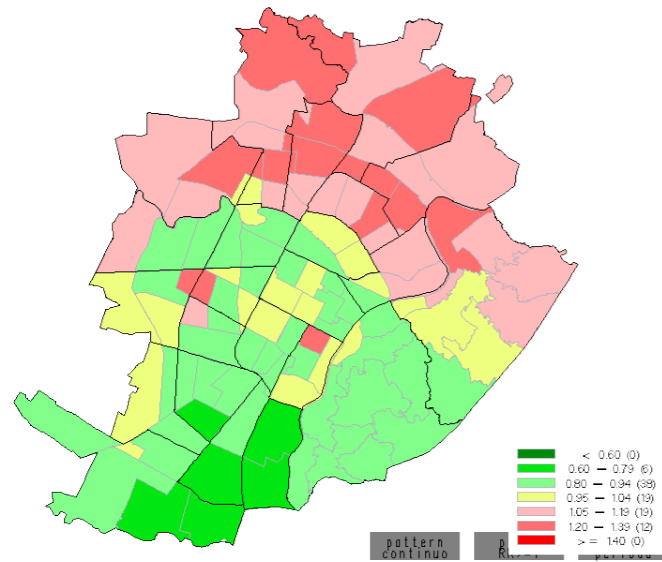 < 0.60 (0)
0.60 – 0.79 (6)
0.80 – 0.94 (38)
0.95 – 1.04 (19)
1.05 – 1.19 (19)
1.20 – 1.39 (12)
>= 1.40 (0)
pattern
continuo